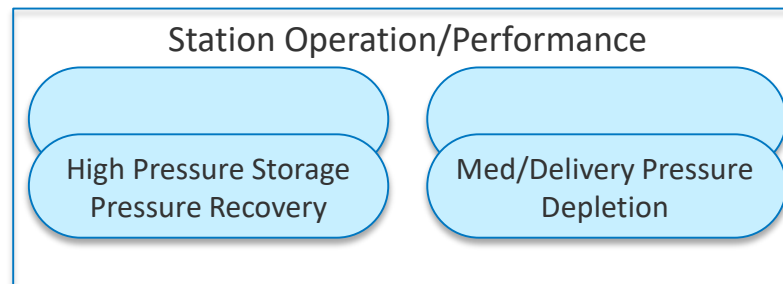 Station Operation/Performance
High Pressure Storage
Pressure Recovery
Med/Delivery Pressure
Depletion